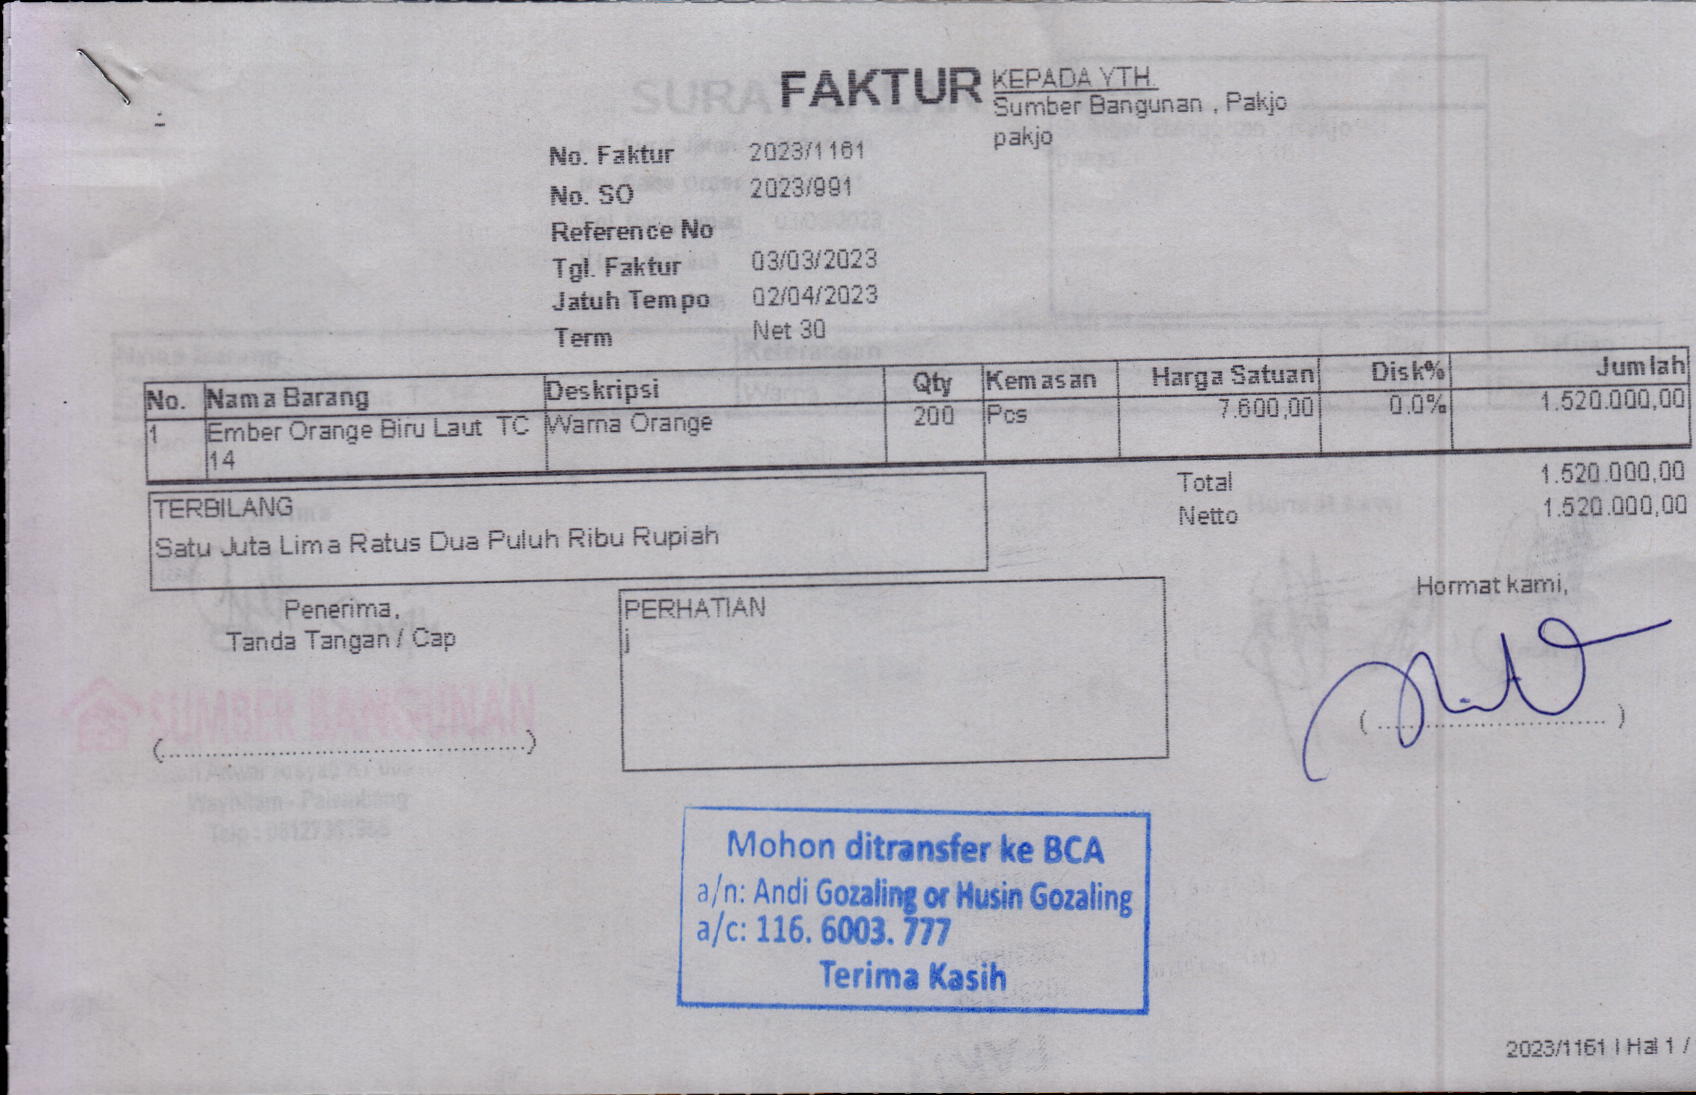 FAKTUR
KEPADA YTH.
Sumber Bangunan , Pakjo
pakjo
No. Faktur 2023/1161
No. SO 2023/991
Reference No
Tgl. Faktur 03/03/2023
Jatuh Tempo 02/04/2023
Term Net 30
No. Nama Barang Deskripsi Qty Kemasan Harga Satuan Disk% Jumlah
1 Ember Orange Biru Laut TC Warna Orange 200 Pcs 7.600,00 0.0% 1.520.000,00
14
Total 1.520.000,00
Netto 1.520.000,00
TERBILANG
Satu Juta Lima Ratus Dua Puluh Ribu Rupiah
Penerima,
Tanda Tangan / Cap
(................................................)
PERHATIAN
j
Hormat kami,
(................................)
SUMBER BANGUNAN
Mohon ditransfer ke BCA
a/n: Andi Gozaling or Husin Gozaling
a/c: 116. 6003. 777
Terima Kasih
2023/1161 | Hal 1 /